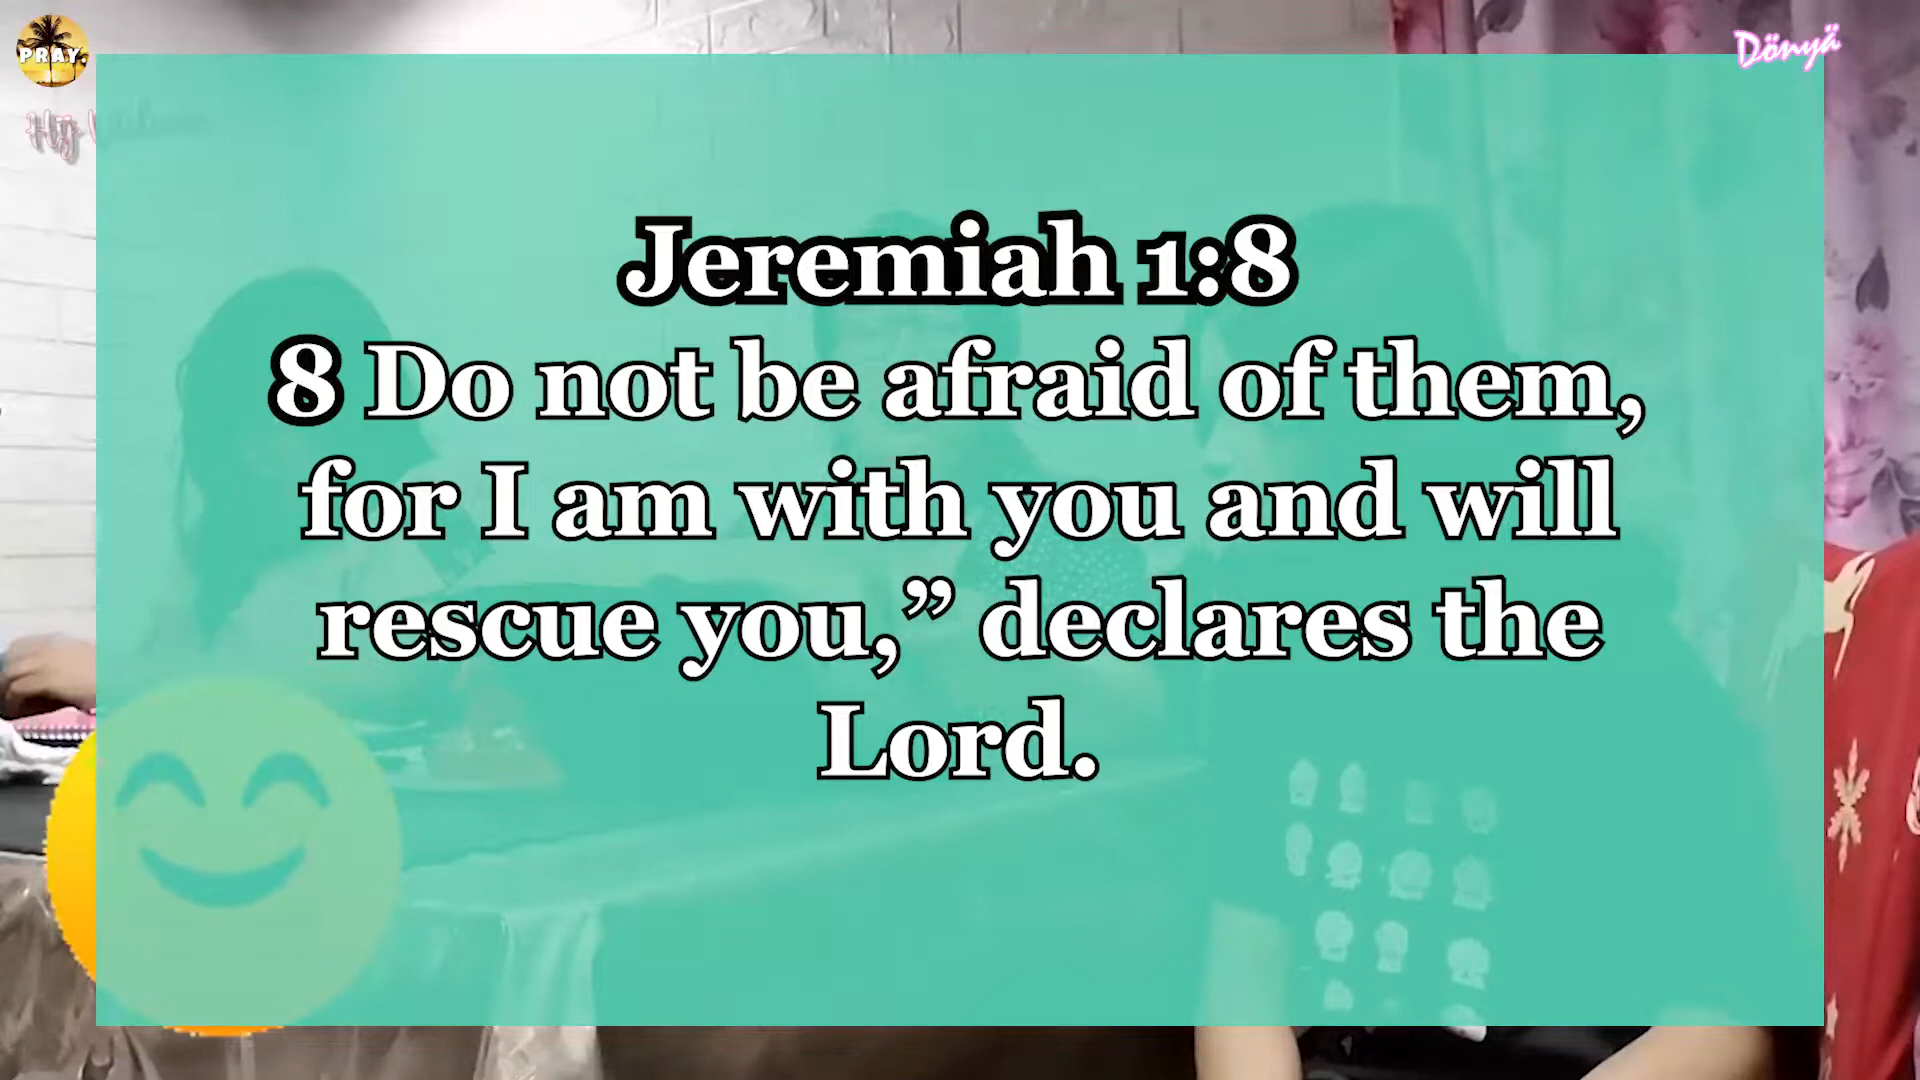 PRAY.
Dönyä
Jeremiah 1:8
8 Do not be afraid of them,
for I am with you and will
rescue you,” declares the
Lord.